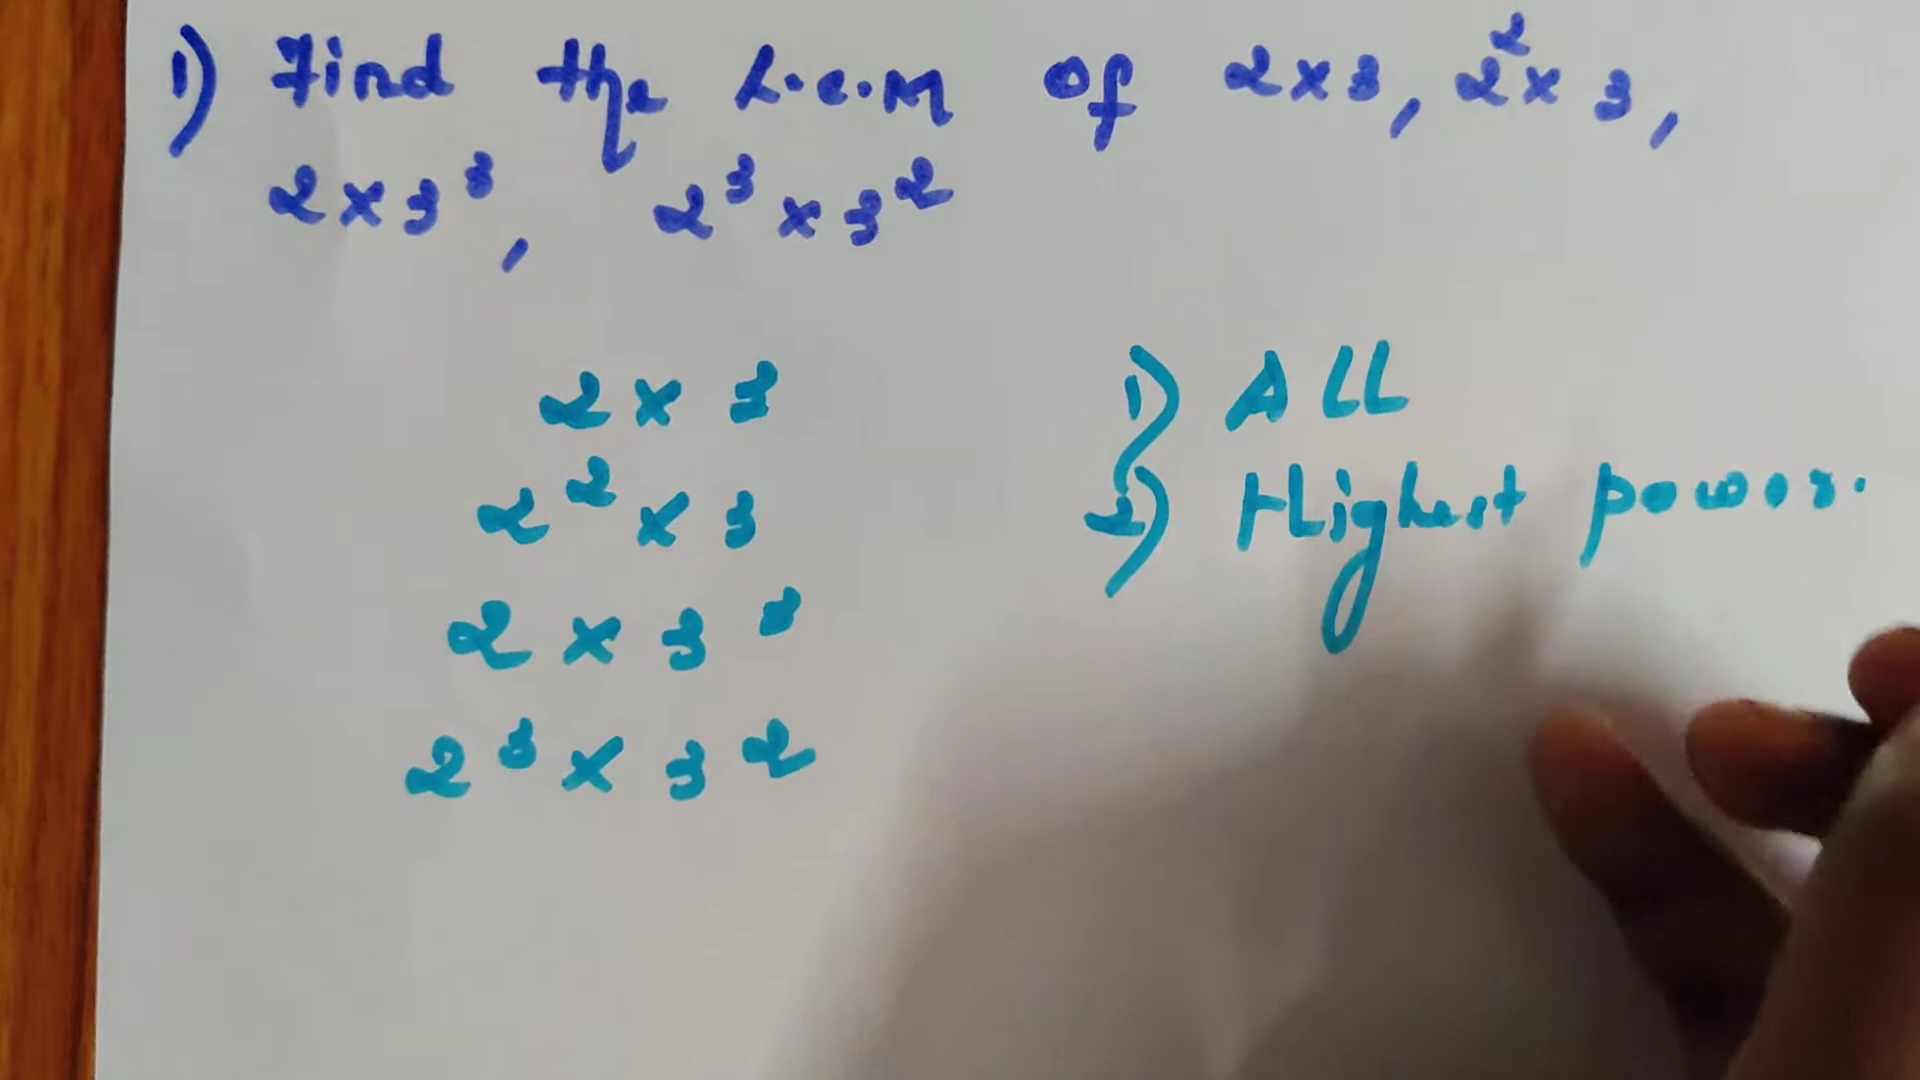 1) Find the L.C.M of 2×3, 2²×3,
2×3³, 2³×3²
2×3
2²×3
2×3³
2³×3²
1) ALL
2) Highest power.